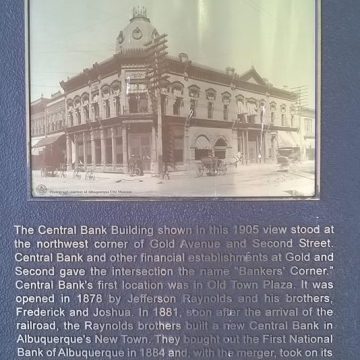 Photograph courtesy of Albuquerque Museum
The Central Bank Building shown in this 1905 view stood at
the northwest corner of Gold Avenue and Second Street.
Central Bank and other financial establishments at Gold and
Second gave the intersection the name "Bankers' Corner."
Central Bank's first location was in Old Town Plaza. It was
opened in 1878 by Jefferson Raynolds and his brothers,
Frederick and Joshua. In 1881, soon after the arrival of the
railroad, the Raynolds brothers built a new Central Bank in
Albuquerque's New Town. They bought out the First National
Bank of Albuquerque in 1884 and, with the merger, took on its